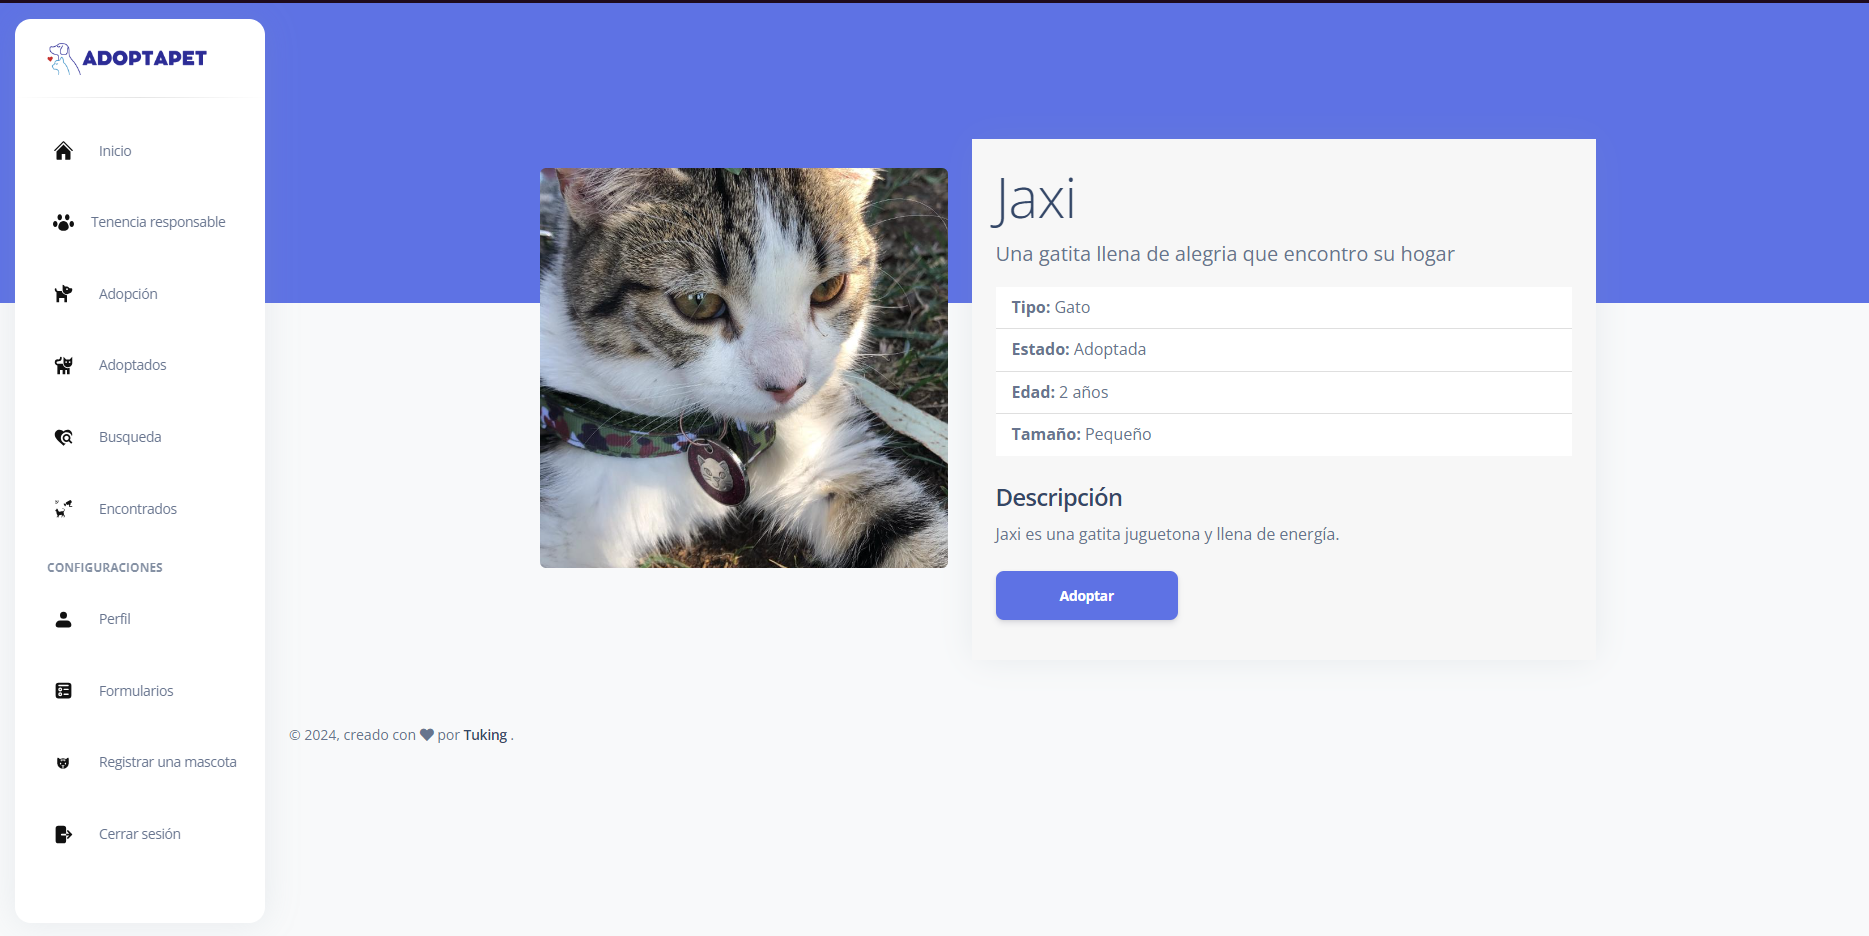 ADOPTAPET
Inicio
Tenencia responsable
Adopción
Adoptados
Busqueda
Encontrados
CONFIGURACIONES
Perfil
Formularios
Registrar una mascota
Cerrar sesión
Jaxi
Una gatita llena de alegria que encontro su hogar
Tipo: Gato
Estado: Adoptada
Edad: 2 años
Tamaño: Pequeño
Descripción
Jaxi es una gatita juguetona y llena de energía.
Adoptar
© 2024, creado con ♥ por Tuking .